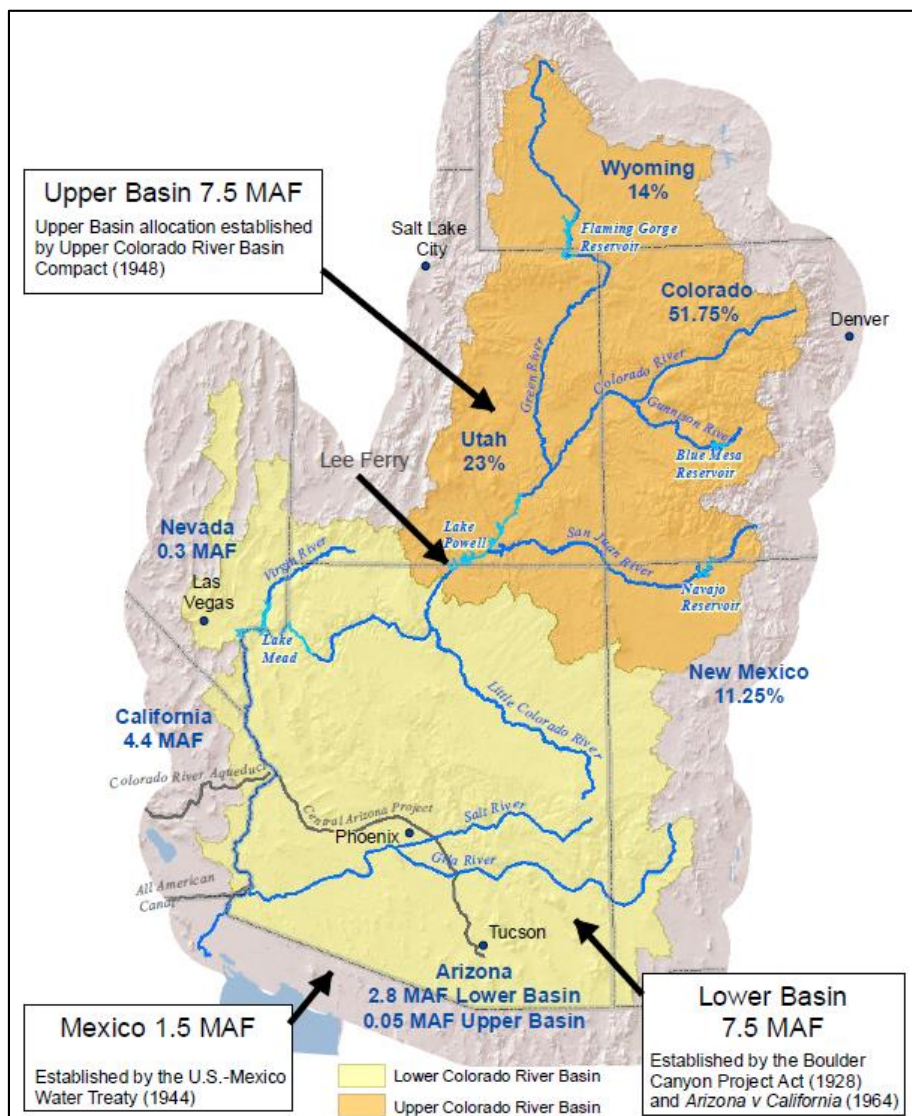 Upper Basin 7.5 MAF
Upper Basin allocation established
by Upper Colorado River Basin
Compact (1948)
Wyoming
14%
Flaming Gorge
Reservoir
Salt Lake
City
Colorado
51.75%
Denver
Green River
Colorado River
Gunnison River
Blue Mesa
Reservoir
Utah
23%
Lee Ferry
Lake
Powell
San Juan River
Navajo
Reservoir
Nevada
0.3 MAF
Virgin River
Las
Vegas
Lake
Mead
New Mexico
11.25%
California
4.4 MAF
Little Colorado River
Colorado River Aqueduct
Central Arizona Project
Salt River
Phoenix
Gila River
All American
Canal
Tucson
Arizona
2.8 MAF Lower Basin
0.05 MAF Upper Basin
Mexico 1.5 MAF
Established by the U.S.-Mexico
Water Treaty (1944)
Lower Basin
7.5 MAF
Established by the Boulder
Canyon Project Act (1928)
and Arizona v California (1964)
Lower Colorado River Basin
Upper Colorado River Basin